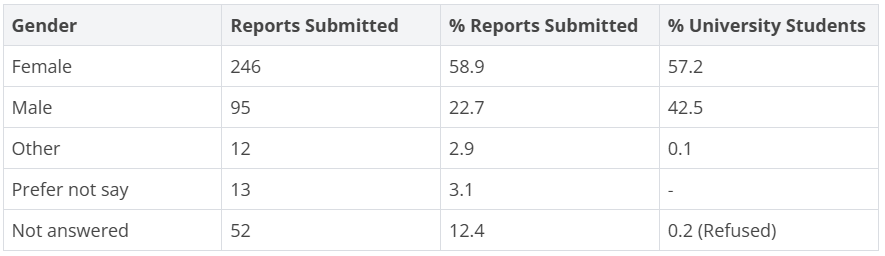 Gender Reports Submitted % Reports Submitted % University Students
Female 246 58.9 57.2
Male 95 22.7 42.5
Other 12 2.9 0.1
Prefer not say 13 3.1 -
Not answered 52 12.4 0.2 (Refused)